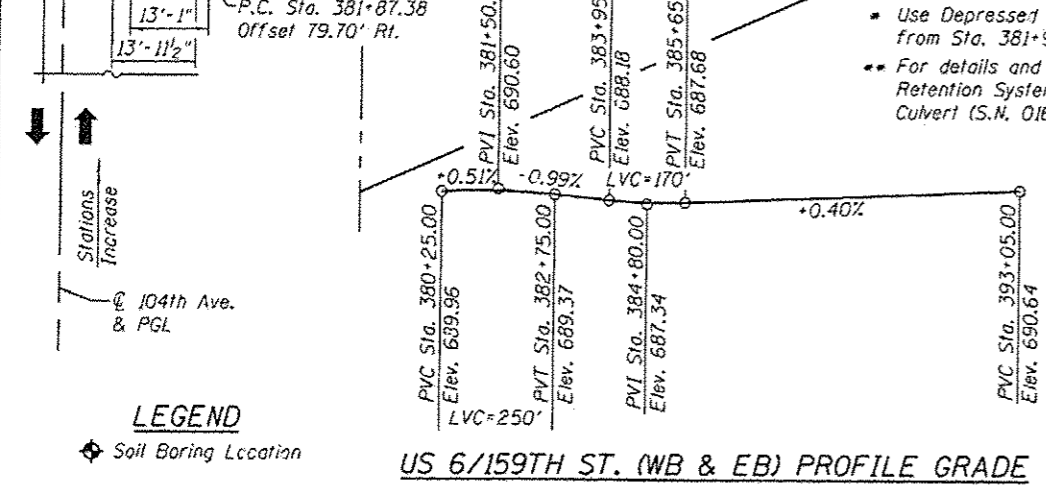 13'-1"
13'-11½"
P.C. Sta. 381+87.38
Offset 79.70' Rt.
Stations
Increase
℄ 104th Ave.
& PGL
LEGEND
Soil Boring Location
* Use Depressed
from Sta. 381+9
** For details and
Retention System
Culvert (S.N. 016
PVI Sta. 381+50.
Elev. 690.60
PVC Sta. 383+95
Elev. 688.18
PVT Sta. 385+65
Elev. 687.68
+0.51%
-0.99%
LVC=170'
+0.40%
PVC Sta. 380+25.00
Elev. 689.96
PVT Sta. 382+75.00
Elev. 689.37
PVI Sta. 384+80.00
Elev. 687.34
PVC Sta. 393+05.00
Elev. 690.64
LVC=250'
US 6/159TH ST. (WB & EB) PROFILE GRADE